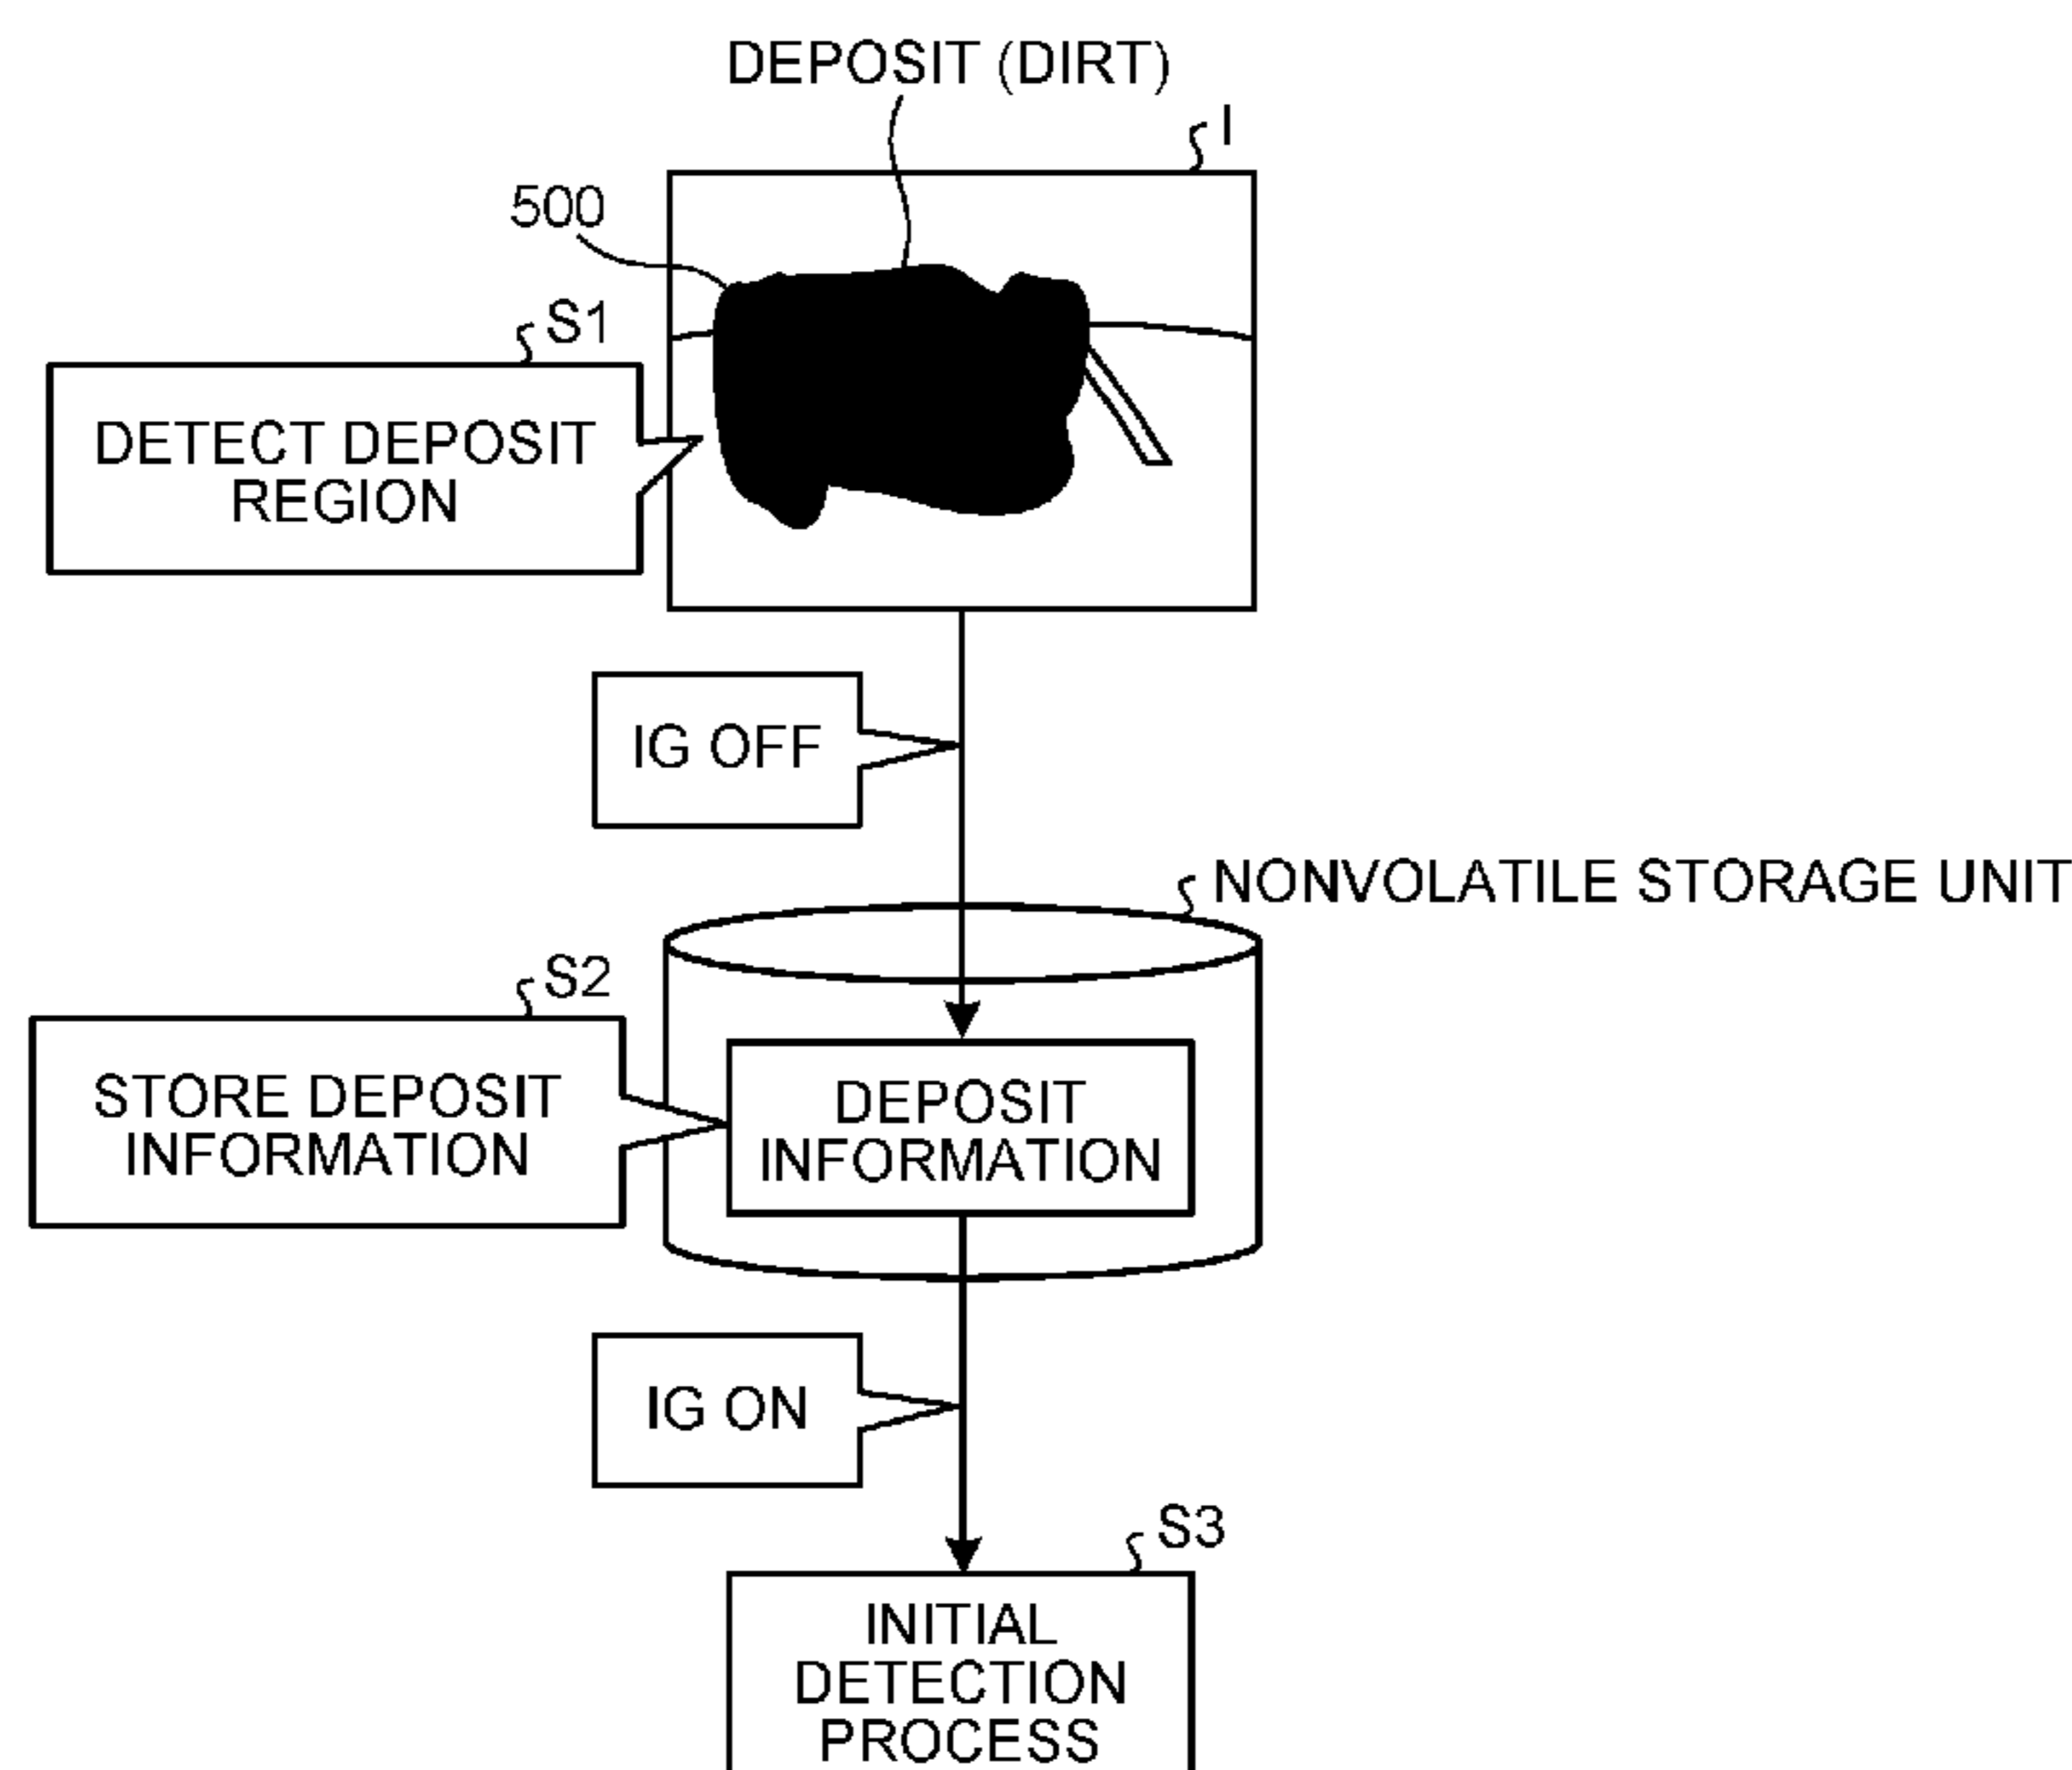 DEPOSIT (DIRT)
I
500
S1
DETECT DEPOSIT
REGION
IG OFF
NONVOLATILE STORAGE UNIT
S2
STORE DEPOSIT
INFORMATION
DEPOSIT
INFORMATION
IG ON
S3
INITIAL
DETECTION
PROCESS